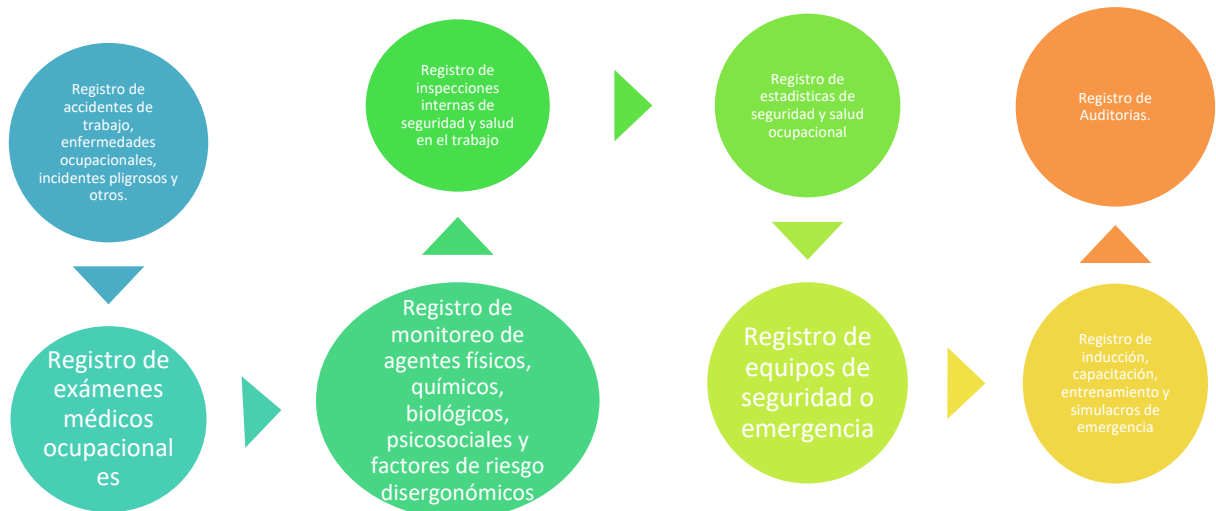 Registro de
accidentes de
trabajo,
enfermedades
ocupacionales,
incidentes pligrosos y
otros.
Registro de
exámenes
médicos
ocupacional
es
Registro de
monitoreo de
agentes físicos,
químicos,
biológicos,
psicosociales y
factores de riesgo
disergonómicos
Registro de
inspecciones
internas de
seguridad y salud
en el trabajo
Registro de
estadisticas de
seguridad y salud
ocupacional
Registro de
equipos de
seguridad o
emergencia
Registro de
inducción,
capacitación,
entrenamiento y
simulacros de
emergencia
Registro de
Auditorias.